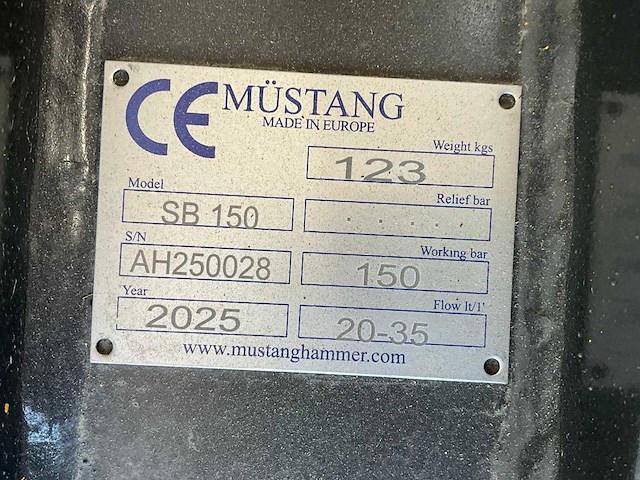 CE MÜSTANG
MADE IN EUROPE
Weight kgs
123
Model
SB 150
Relief bar
. . . . .
S/N
AH250028
Working bar
150
Year
2025
Flow lt/1'
20-35
www.mustanghammer.com